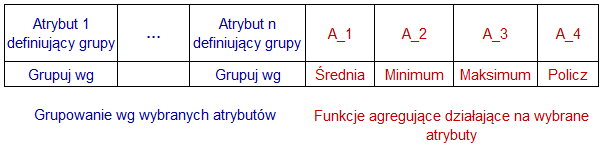 Atrybut 1
definiujący grupy
...
Atrybut n
definiujący grupy
A_1
A_2
A_3
A_4
Grupuj wg
Grupuj wg
Średnia
Minimum
Maksimum
Policz
Grupowanie wg wybranych atrybutów
Funkcje agregujące działające na wybrane
atrybuty